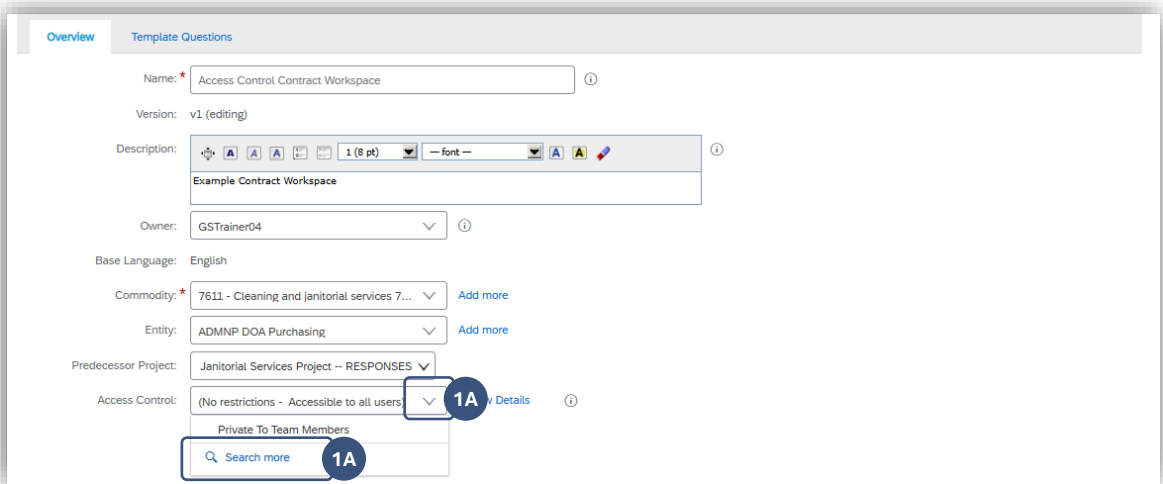 Overview Template Questions
Name: * Access Control Contract Workspace
Version: v1 (editing)
Description: A A A 1 (8 pt) — font — A A
Example Contract Workspace
Owner: GSTrainer04
Base Language: English
Commodity: * 7611 - Cleaning and janitorial services 7... Add more
Entity: ADMNP DOA Purchasing Add more
Predecessor Project: Janitorial Services Project -- RESPONSES
Access Control: (No restrictions - Accessible to all users) 1A Details
Private To Team Members
Search more 1A